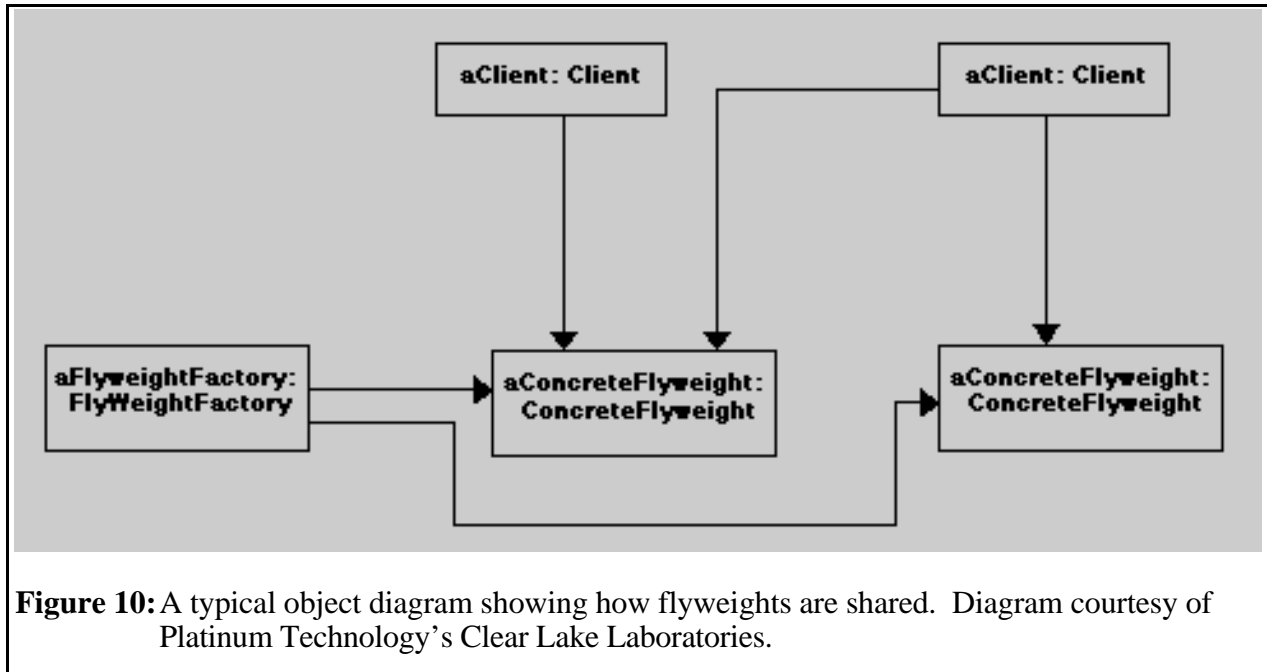 aClient: Client
aClient: Client
aFlyweightFactory:
FlyWeightFactory
aConcreteFlyweight:
ConcreteFlyweight
aConcreteFlyweight:
ConcreteFlyweight
Figure 10: A typical object diagram showing how flyweights are shared. Diagram courtesy of
Platinum Technology's Clear Lake Laboratories.